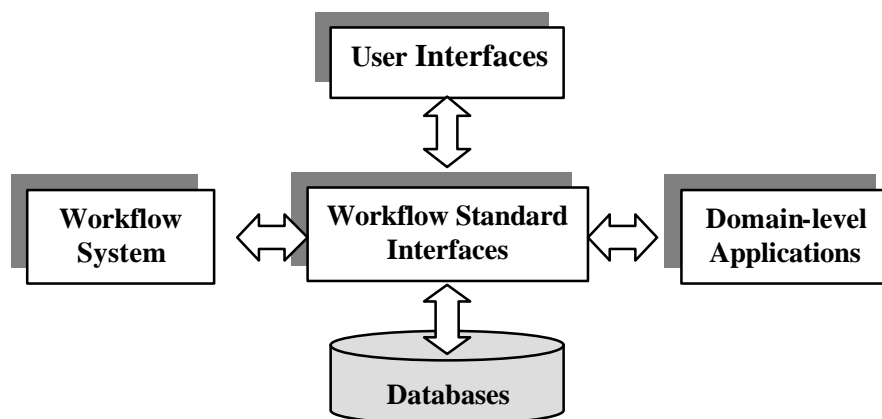 User Interfaces
Workflow
System
Workflow Standard
Interfaces
Domain-level
Applications
Databases